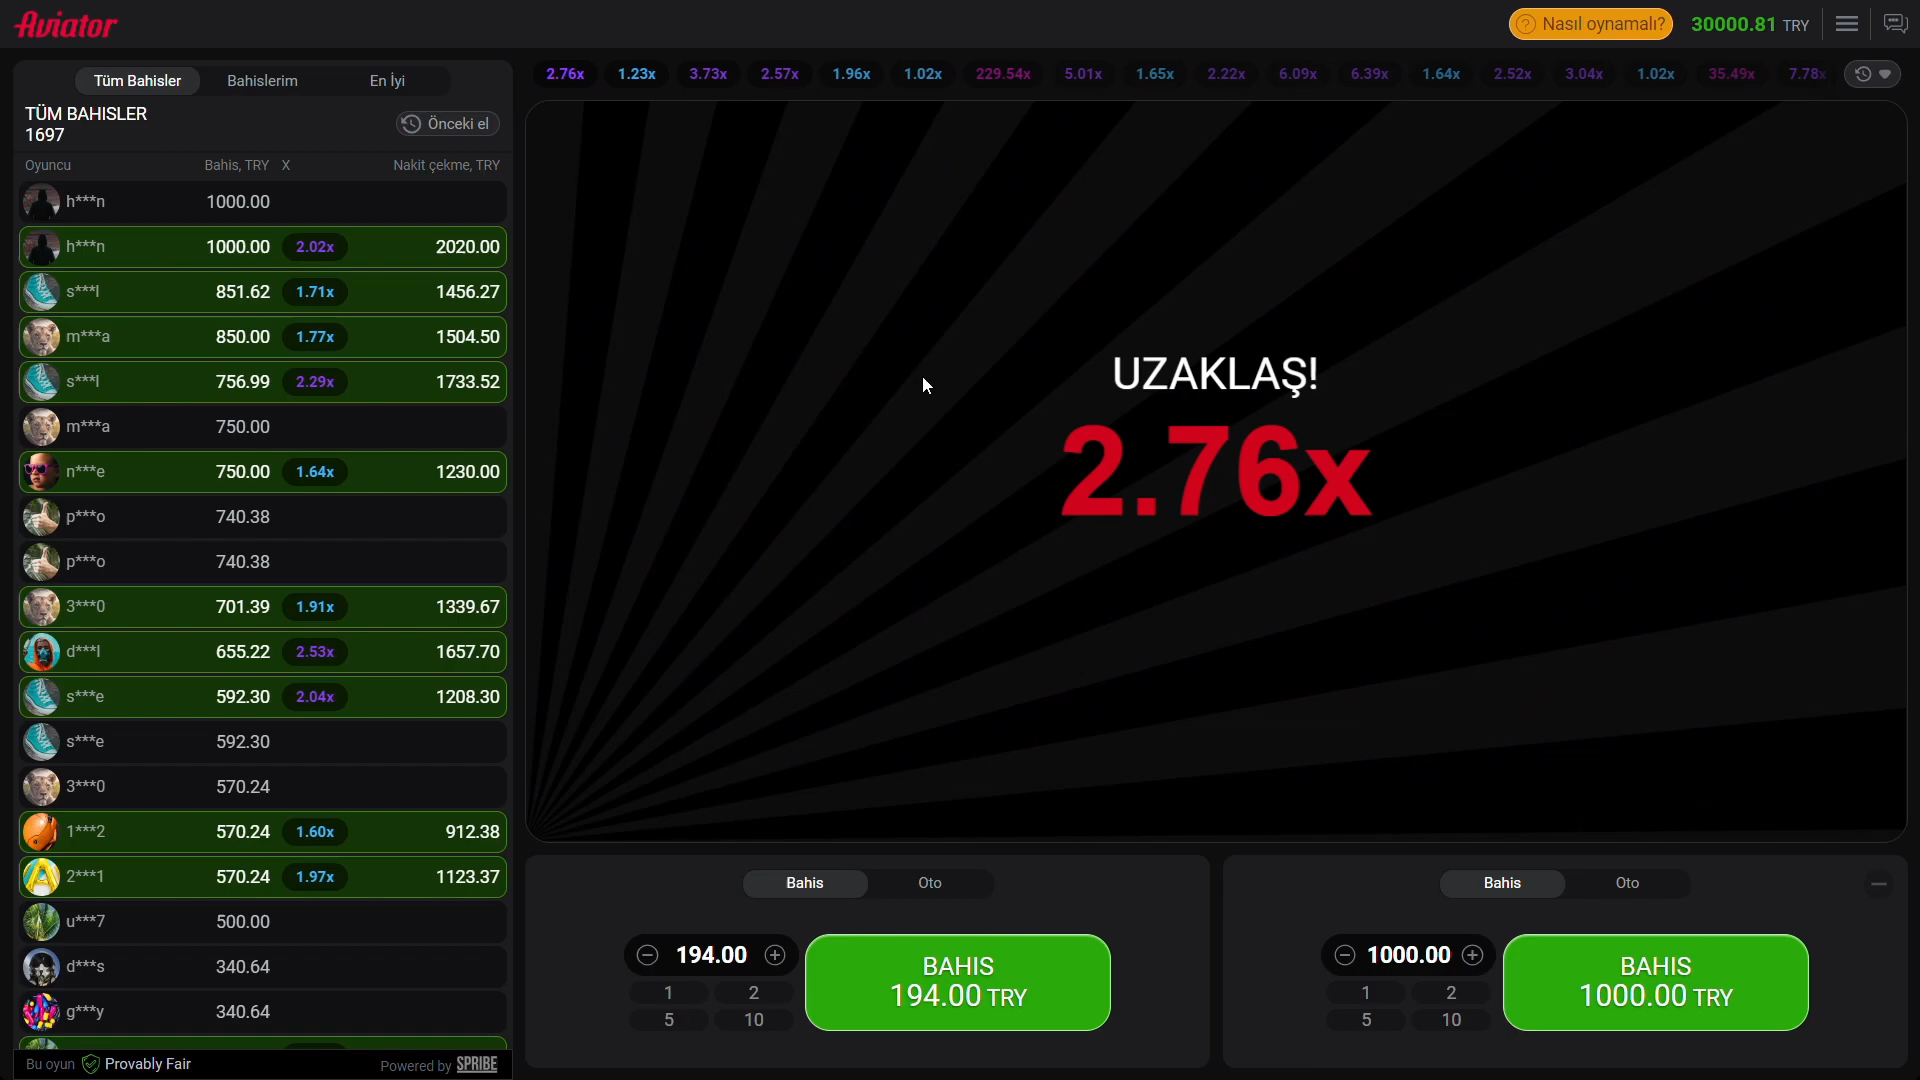 Aviator
Nasıl oynamalı?
30000.81 TRY
Tüm Bahisler
Bahislerim
En İyi
TÜM BAHISLER
1697
Önceki el
Oyuncu Bahis, TRY X Nakit çekme, TRY
h***n 1000.00
h***n 1000.00 2.02x 2020.00
s***l 851.62 1.71x 1456.27
m***a 850.00 1.77x 1504.50
s***l 756.99 2.29x 1733.52
m***a 750.00
n***e 750.00 1.64x 1230.00
p***o 740.38
p***o 740.38
3***0 701.39 1.91x 1339.67
d***l 655.22 2.53x 1657.70
s***e 592.30 2.04x 1208.30
s***e 592.30
3***0 570.24
1***2 570.24 1.60x 912.38
2***1 570.24 1.97x 1123.37
u***7 500.00
d***s 340.64
g***y 340.64
Bu oyun Provably Fair
Powered by SPRIBE
2.76x 1.23x 3.73x 2.57x 1.96x 1.02x 229.54x 5.01x 1.65x 2.22x 6.09x 6.39x 1.64x 2.52x 3.04x 1.02x 35.49x 7.78x
UZAKLAŞ!
2.76x
Bahis Oto
194.00
1 2
5 10
BAHIS
194.00 TRY
Bahis Oto
1000.00
1 2
5 10
BAHIS
1000.00 TRY